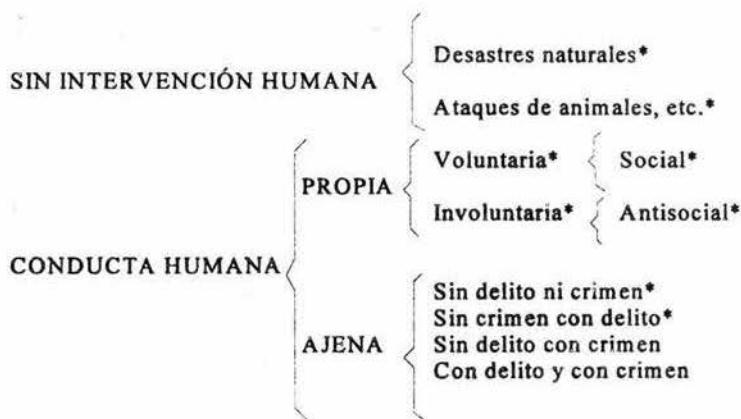 Desastres naturales*
SIN INTERVENCIÓN HUMANA
Ataques de animales, etc.*
Voluntaria* Social*
PROPIA
Involuntaria* Antisocial*
CONDUCTA HUMANA
Sin delito ni crimen*
Sin crimen con delito*
AJENA
Sin delito con crimen
Con delito y con crimen